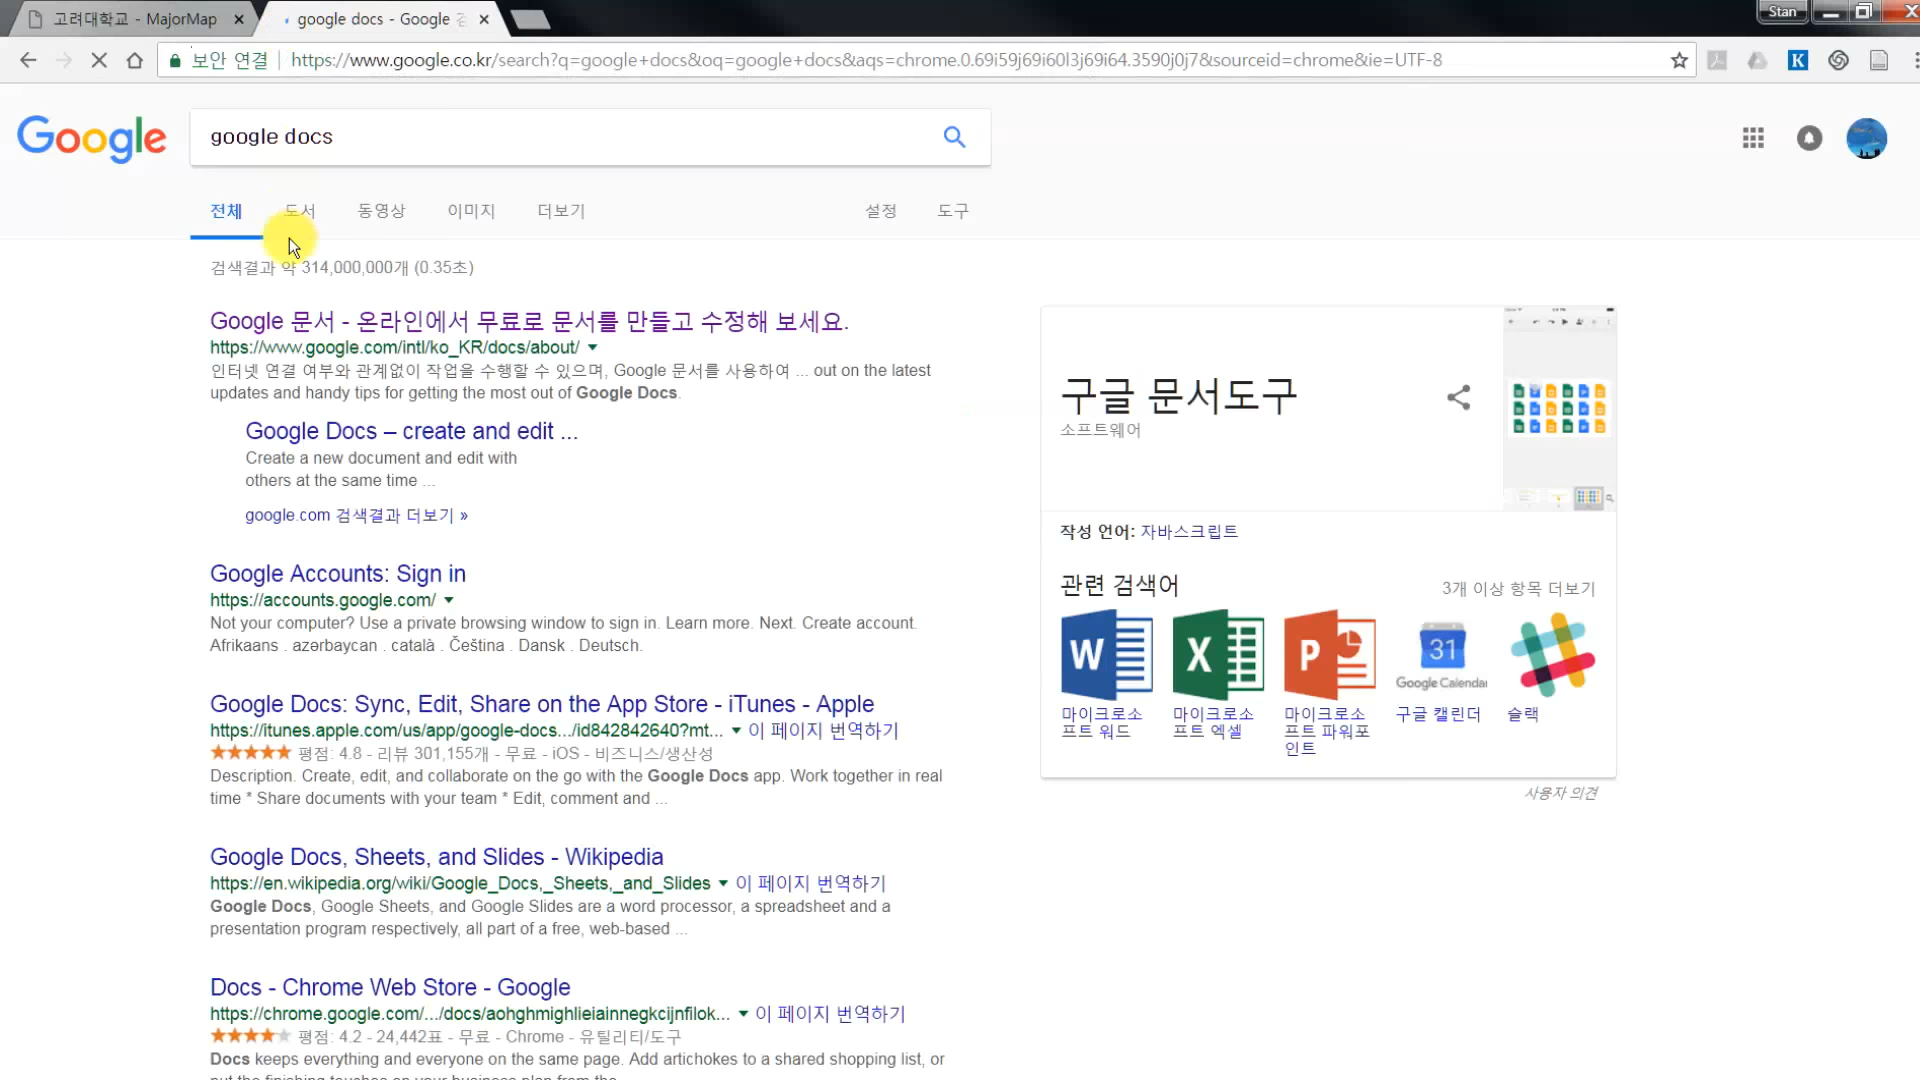 고려대학교 - MajorMap
google docs - Google 검
Stan
보안 연결
https://www.google.co.kr/search?q=google+docs&oq=google+docs&aqs=chrome.0.69i59j69i60l3j69i64.3590j0j7&sourceid=chrome&ie=UTF-8
K
Google
google docs
전체 도서 동영상 이미지 더보기 설정 도구
검색결과 약 314,000,000개 (0.35초)
Google 문서 - 온라인에서 무료로 문서를 만들고 수정해 보세요.
https://www.google.com/intl/ko_KR/docs/about/
인터넷 연결 여부와 관계없이 작업을 수행할 수 있으며, Google 문서를 사용하여 ... out on the latest
updates and handy tips for getting the most out of Google Docs.
Google Docs – create and edit ...
Create a new document and edit with
others at the same time ...
google.com 검색결과 더보기 »
Google Accounts: Sign in
https://accounts.google.com/
Not your computer? Use a private browsing window to sign in. Learn more. Next. Create account.
Afrikaans . azərbaycan . català . Čeština . Dansk . Deutsch.
Google Docs: Sync, Edit, Share on the App Store - iTunes - Apple
https://itunes.apple.com/us/app/google-docs.../id842842640?mt... 이 페이지 번역하기
평점: 4.8 - 리뷰 301,155개 - 무료 - iOS - 비즈니스/생산성
Description. Create, edit, and collaborate on the go with the Google Docs app. Work together in real
time * Share documents with your team * Edit, comment and ...
Google Docs, Sheets, and Slides - Wikipedia
https://en.wikipedia.org/wiki/Google_Docs,_Sheets,_and_Slides 이 페이지 번역하기
Google Docs, Google Sheets, and Google Slides are a word processor, a spreadsheet and a
presentation program respectively, all part of a free, web-based ...
Docs - Chrome Web Store - Google
https://chrome.google.com/.../docs/aohghmighlieiainnegkcijnfilok... 이 페이지 번역하기
평점: 4.2 - 24,442표 - 무료 - Chrome - 유틸리티/도구
Docs keeps everything and everyone on the same page. Add artichokes to a shared shopping list, or
put the finishing touches on your business plan from the
구글 문서도구
소프트웨어
작성 언어: 자바스크립트
관련 검색어
3개 이상 항목 더보기
W X P 31
Google Calendar
마이크로소프트 워드
마이크로소프트 엑셀
마이크로소프트 파워포인트
구글 캘린더
슬랙
사용자 의견